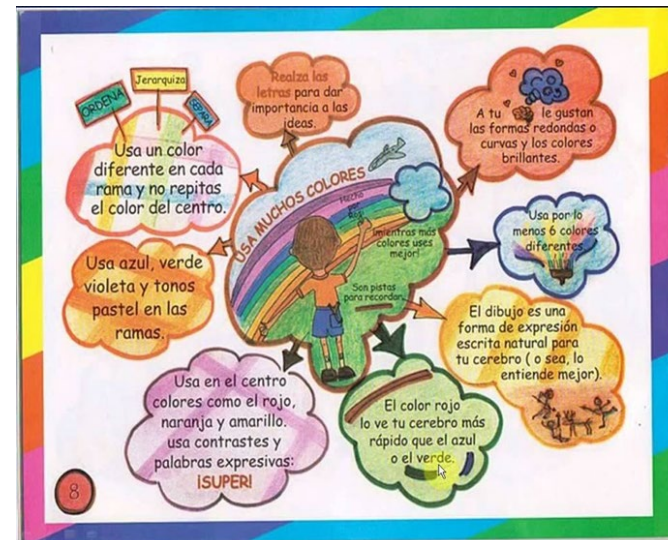 ORDENA
Jerarquiza
SEPARA
Usa un color
diferente en cada
rama y no repitas
el color del centro.
Realza las
letras para dar
importancia a las
ideas.
A tu le gustan
las formas redondas o
curvas y los colores
brillantes.
USA MUCHOS COLORES
¡mientras más
colores uses
mejor!
Son pistas
para recordar.
Usa por lo
menos 6 colores
diferentes
Usa azul, verde
violeta y tonos
pastel en las
ramas.
El dibujo es una
forma de expresión
escrita natural para
tu cerebro ( o sea, lo
entiende mejor).
Usa en el centro
colores como el rojo,
naranja y amarillo.
usa contrastes y
palabras expresivas:
¡SUPER!
El color rojo
lo ve tu cerebro más
rápido que el azul
o el verde.
8